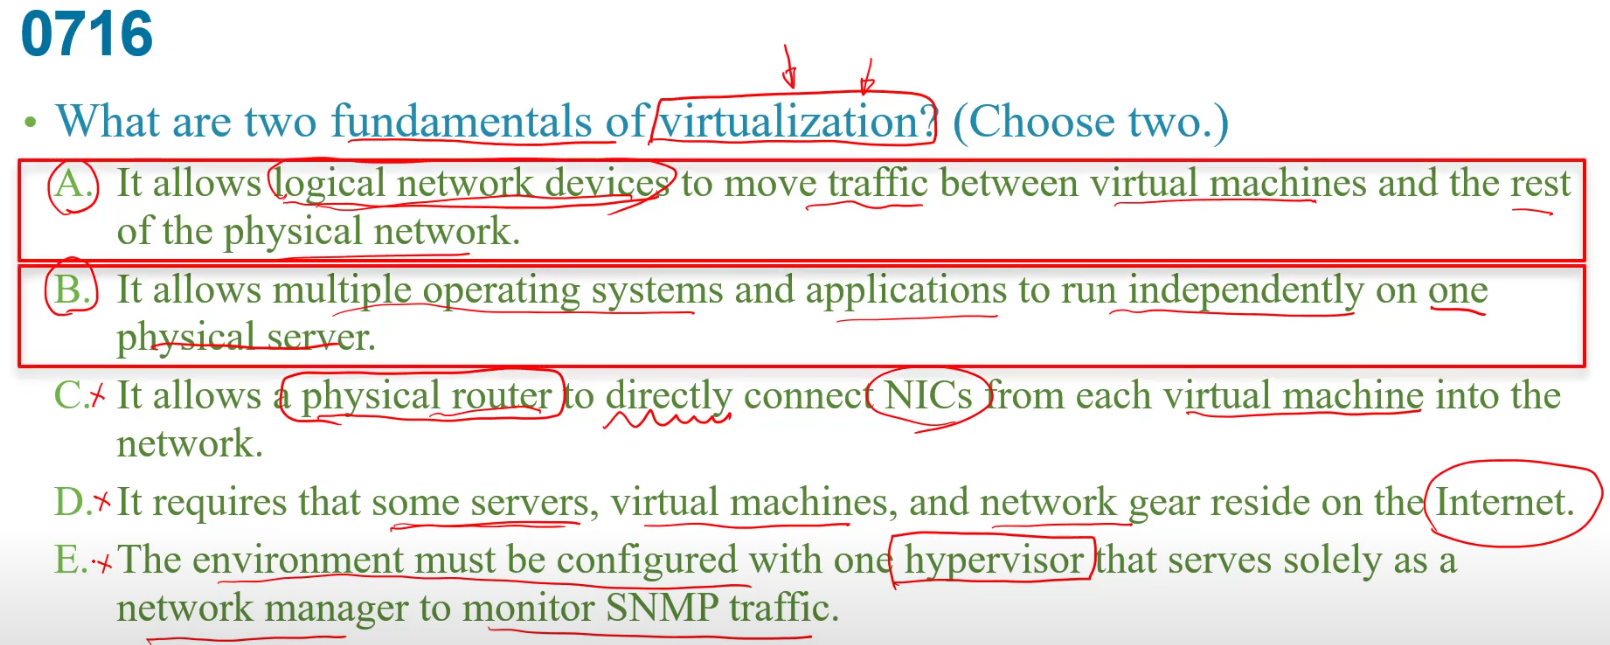 0716
• What are two fundamentals of virtualization? (Choose two.)
A. It allows logical network devices to move traffic between virtual machines and the rest
of the physical network.
B. It allows multiple operating systems and applications to run independently on one
physical server.
C. It allows a physical router to directly connect NICs from each virtual machine into the
network.
D. It requires that some servers, virtual machines, and network gear reside on the Internet.
E. The environment must be configured with one hypervisor that serves solely as a
network manager to monitor SNMP traffic.